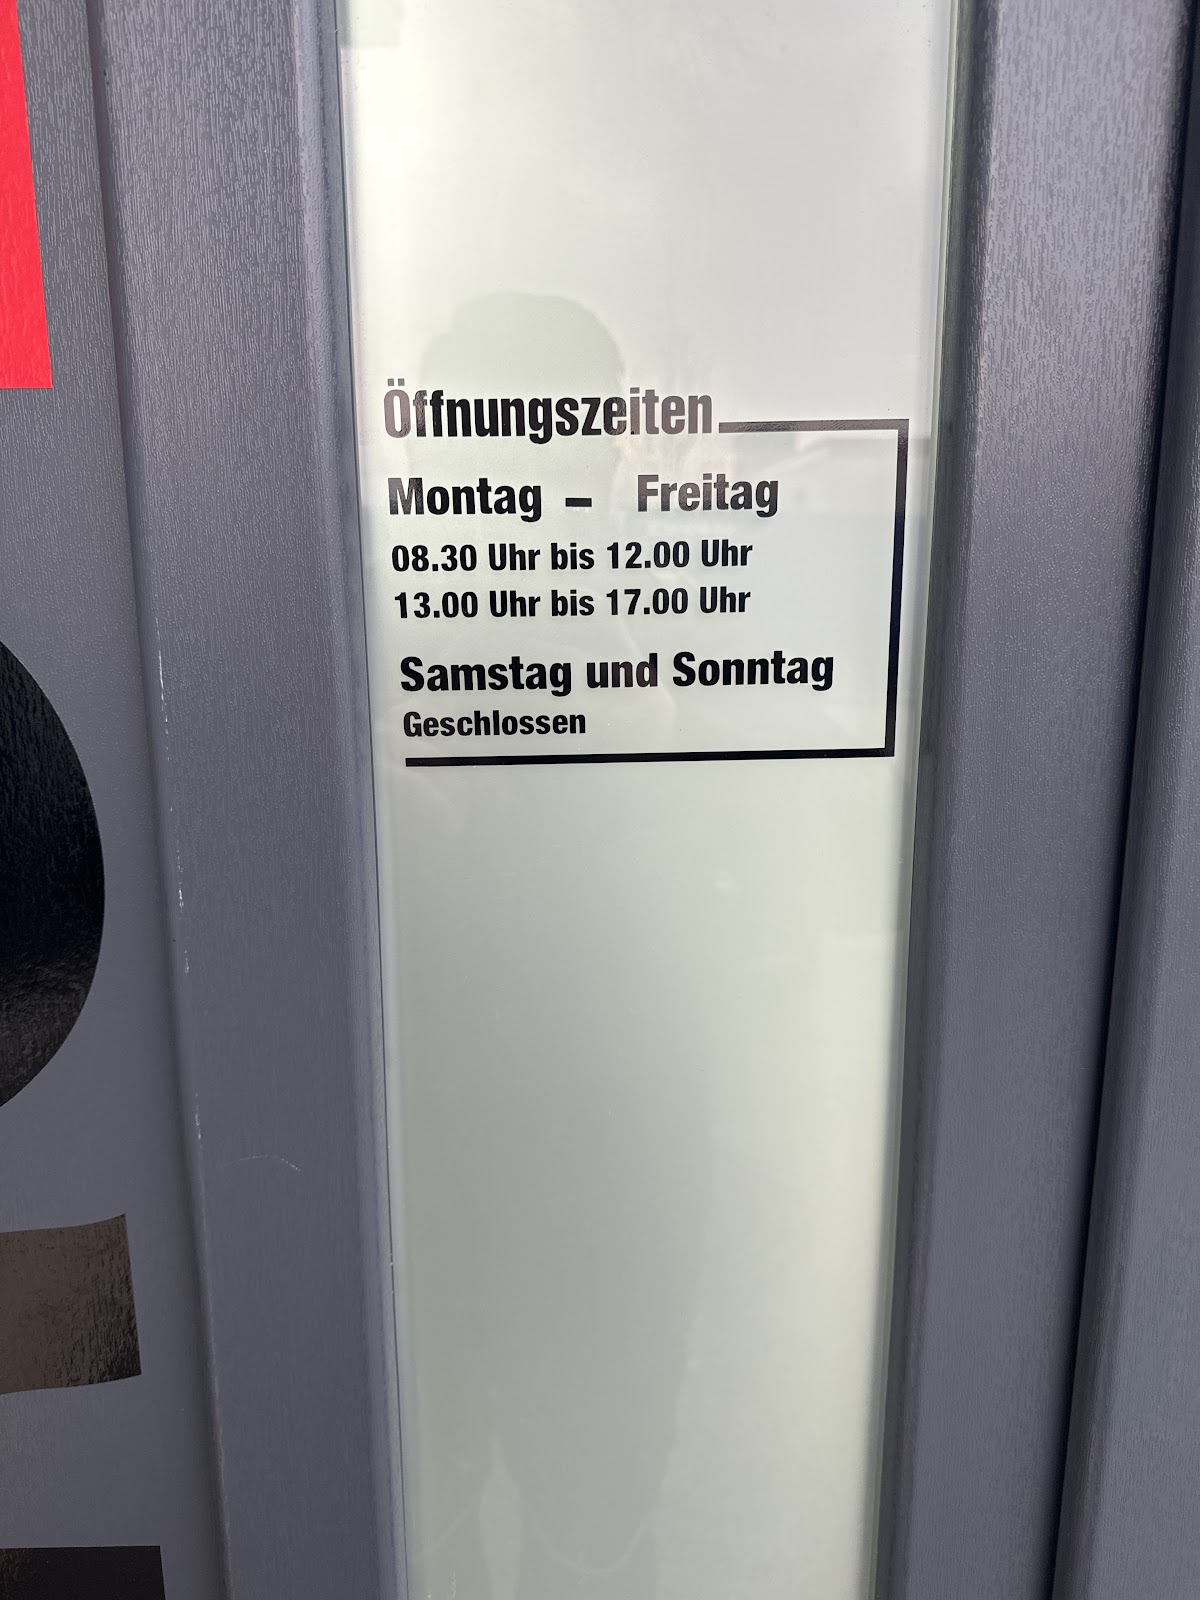 Öffnungszeiten
Montag – Freitag
08.30 Uhr bis 12.00 Uhr
13.00 Uhr bis 17.00 Uhr
Samstag und Sonntag
Geschlossen